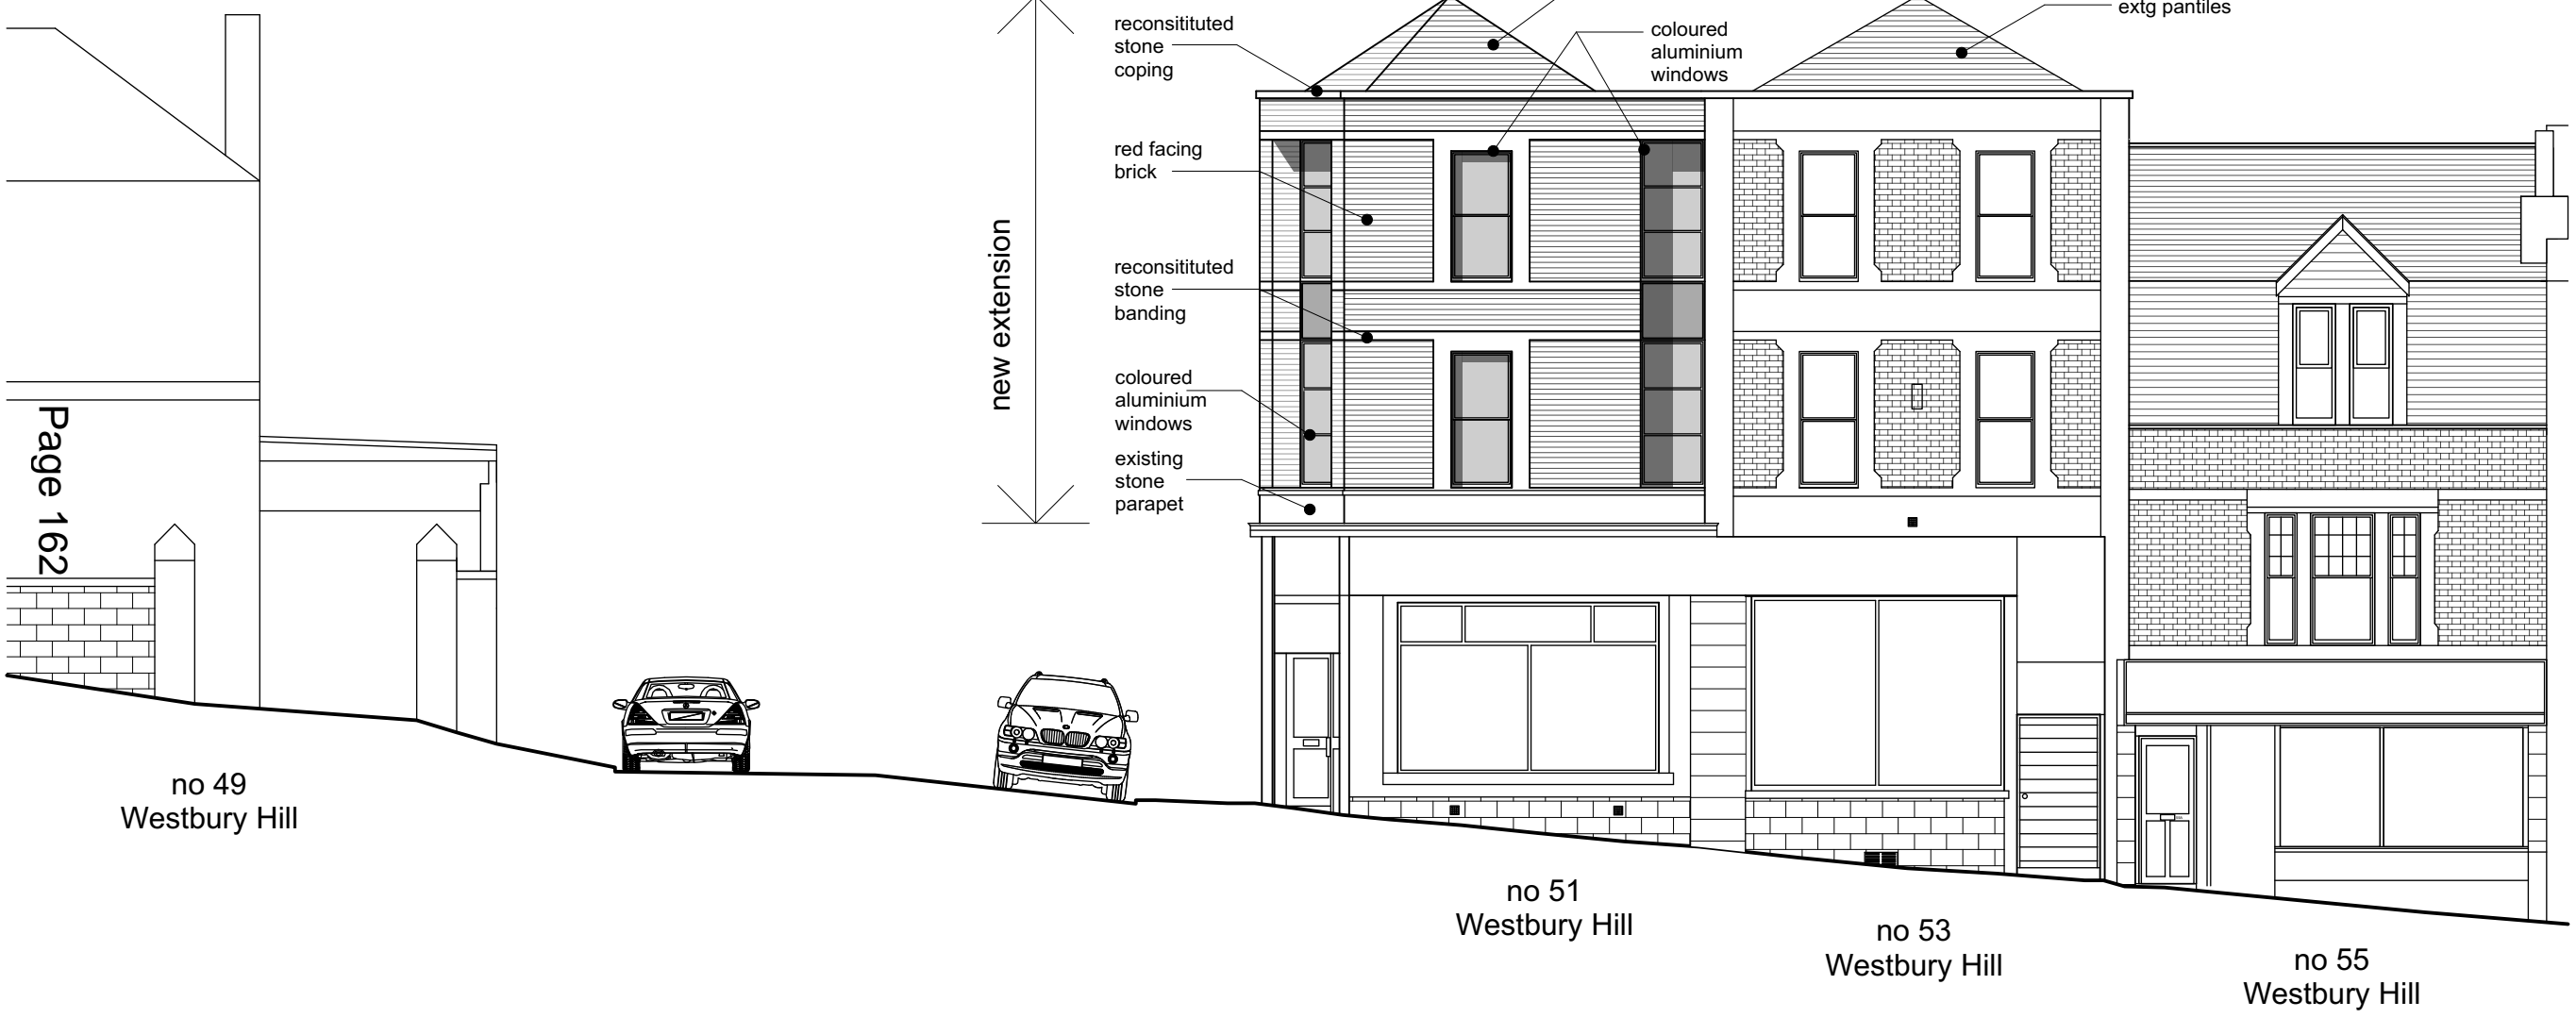 reconsitituted
stone
coping
coloured
aluminium
windows
extg pantiles
red facing
brick
new extension
reconsitituted
stone
banding
coloured
aluminium
windows
existing
stone
parapet
Page 162
no 49
Westbury Hill
no 51
Westbury Hill
no 53
Westbury Hill
no 55
Westbury Hill